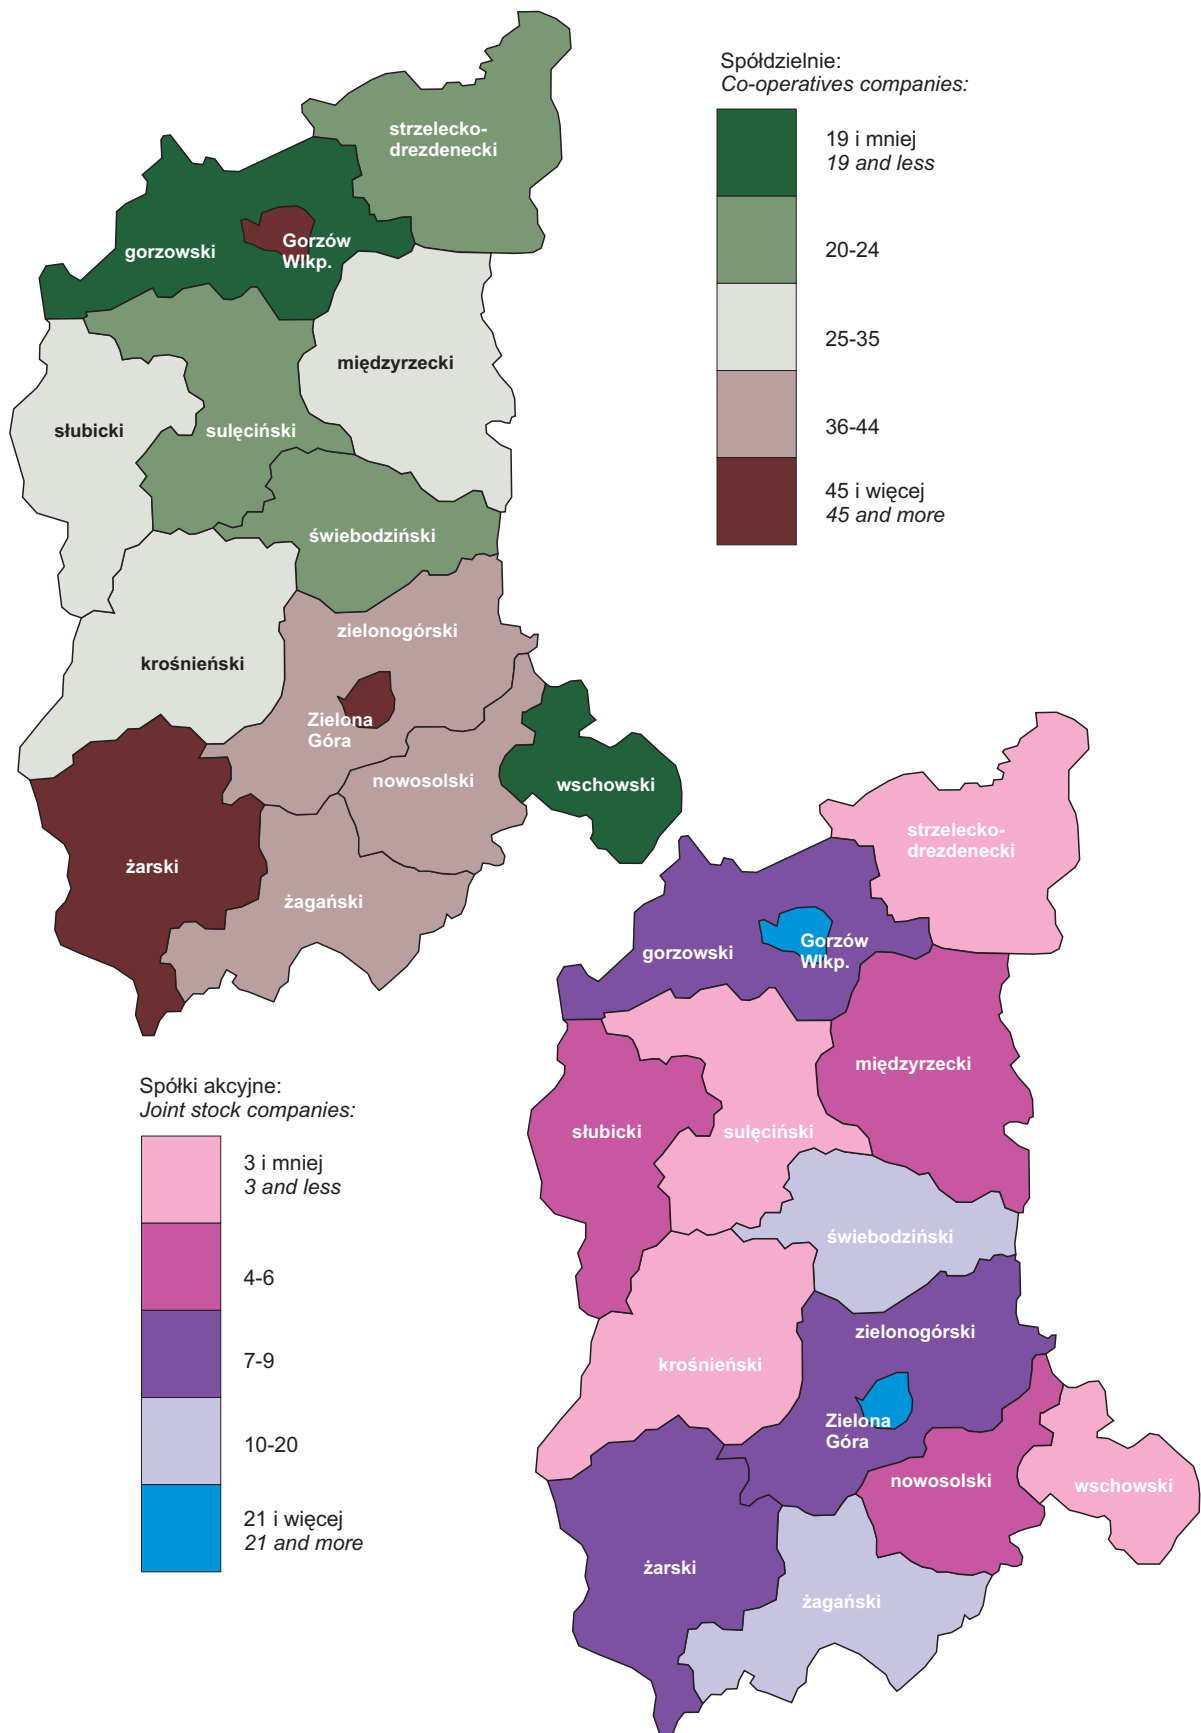 Spółdzielnie:
Co-operatives companies:
19 i mniej
19 and less
20-24
25-35
36-44
45 i więcej
45 and more
strzelecko-
drezdenecki
gorzowski
Gorzów
Wlkp.
międzyrzecki
słubicki
sulęciński
świebodziński
zielonogórski
krośnieński
Zielona
Góra
nowosolski
wschowski
żarski
żagański
Spółki akcyjne:
Joint stock companies:
3 i mniej
3 and less
4-6
7-9
10-20
21 i więcej
21 and more
strzelecko-
drezdenecki
gorzowski
Gorzów
Wlkp.
międzyrzecki
słubicki
sulęciński
świebodziński
zielonogórski
krośnieński
Zielona
Góra
nowosolski
wschowski
żarski
żagański